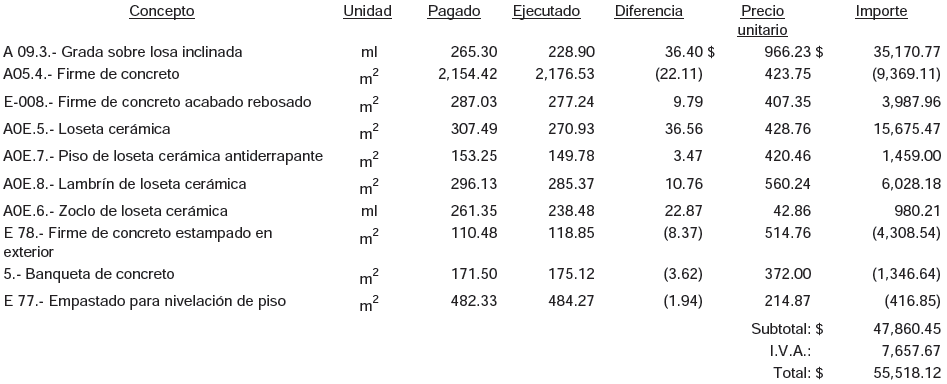 Concepto Unidad Pagado Ejecutado Diferencia Precio unitario Importe
A 09.3.- Grada sobre losa inclinada ml 265.30 228.90 36.40 $ 966.23 $ 35,170.77
A05.4.- Firme de concreto m² 2,154.42 2,176.53 (22.11) 423.75 (9,369.11)
E-008.- Firme de concreto acabado rebosado m² 287.03 277.24 9.79 407.35 3,987.96
A0E.5.- Loseta cerámica m² 307.49 270.93 36.56 428.76 15,675.47
A0E.7.- Piso de loseta cerámica antiderrapante m² 153.25 149.78 3.47 420.46 1,459.00
A0E.8.- Lambrín de loseta cerámica m² 296.13 285.37 10.76 560.24 6,028.18
A0E.6.- Zoclo de loseta cerámica ml 261.35 238.48 22.87 42.86 980.21
E 78.- Firme de concreto estampado en m² 110.48 118.85 (8.37) 514.76 (4,308.54)
exterior
5.- Banqueta de concreto m² 171.50 175.12 (3.62) 372.00 (1,346.64)
E 77.- Empastado para nivelación de piso m² 482.33 484.27 (1.94) 214.87 (416.85)
Subtotal: $ 47,860.45
I.V.A.: 7,657.67
Total: $ 55,518.12